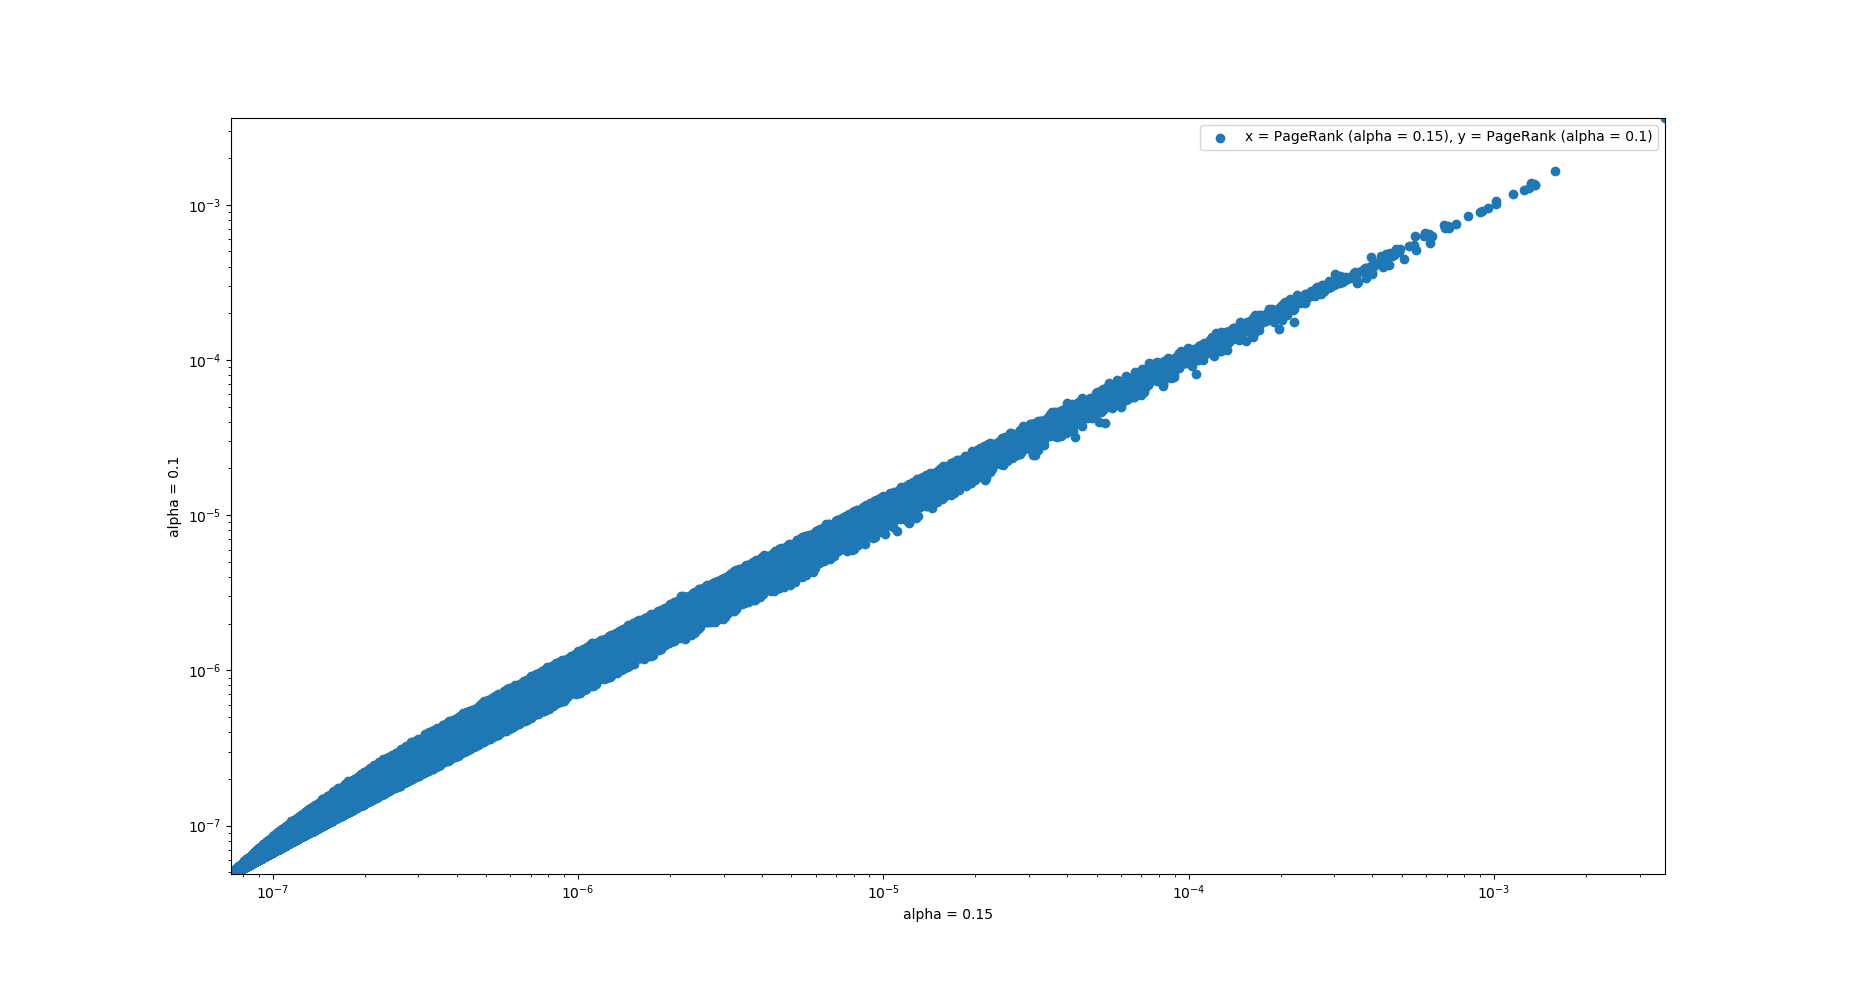 x = PageRank (alpha = 0.15), y = PageRank (alpha = 0.1)
10⁻³
10⁻⁴
10⁻⁵
10⁻⁶
10⁻⁷
alpha = 0.1
10⁻⁷ 10⁻⁶ 10⁻⁵ 10⁻⁴ 10⁻³
alpha = 0.15